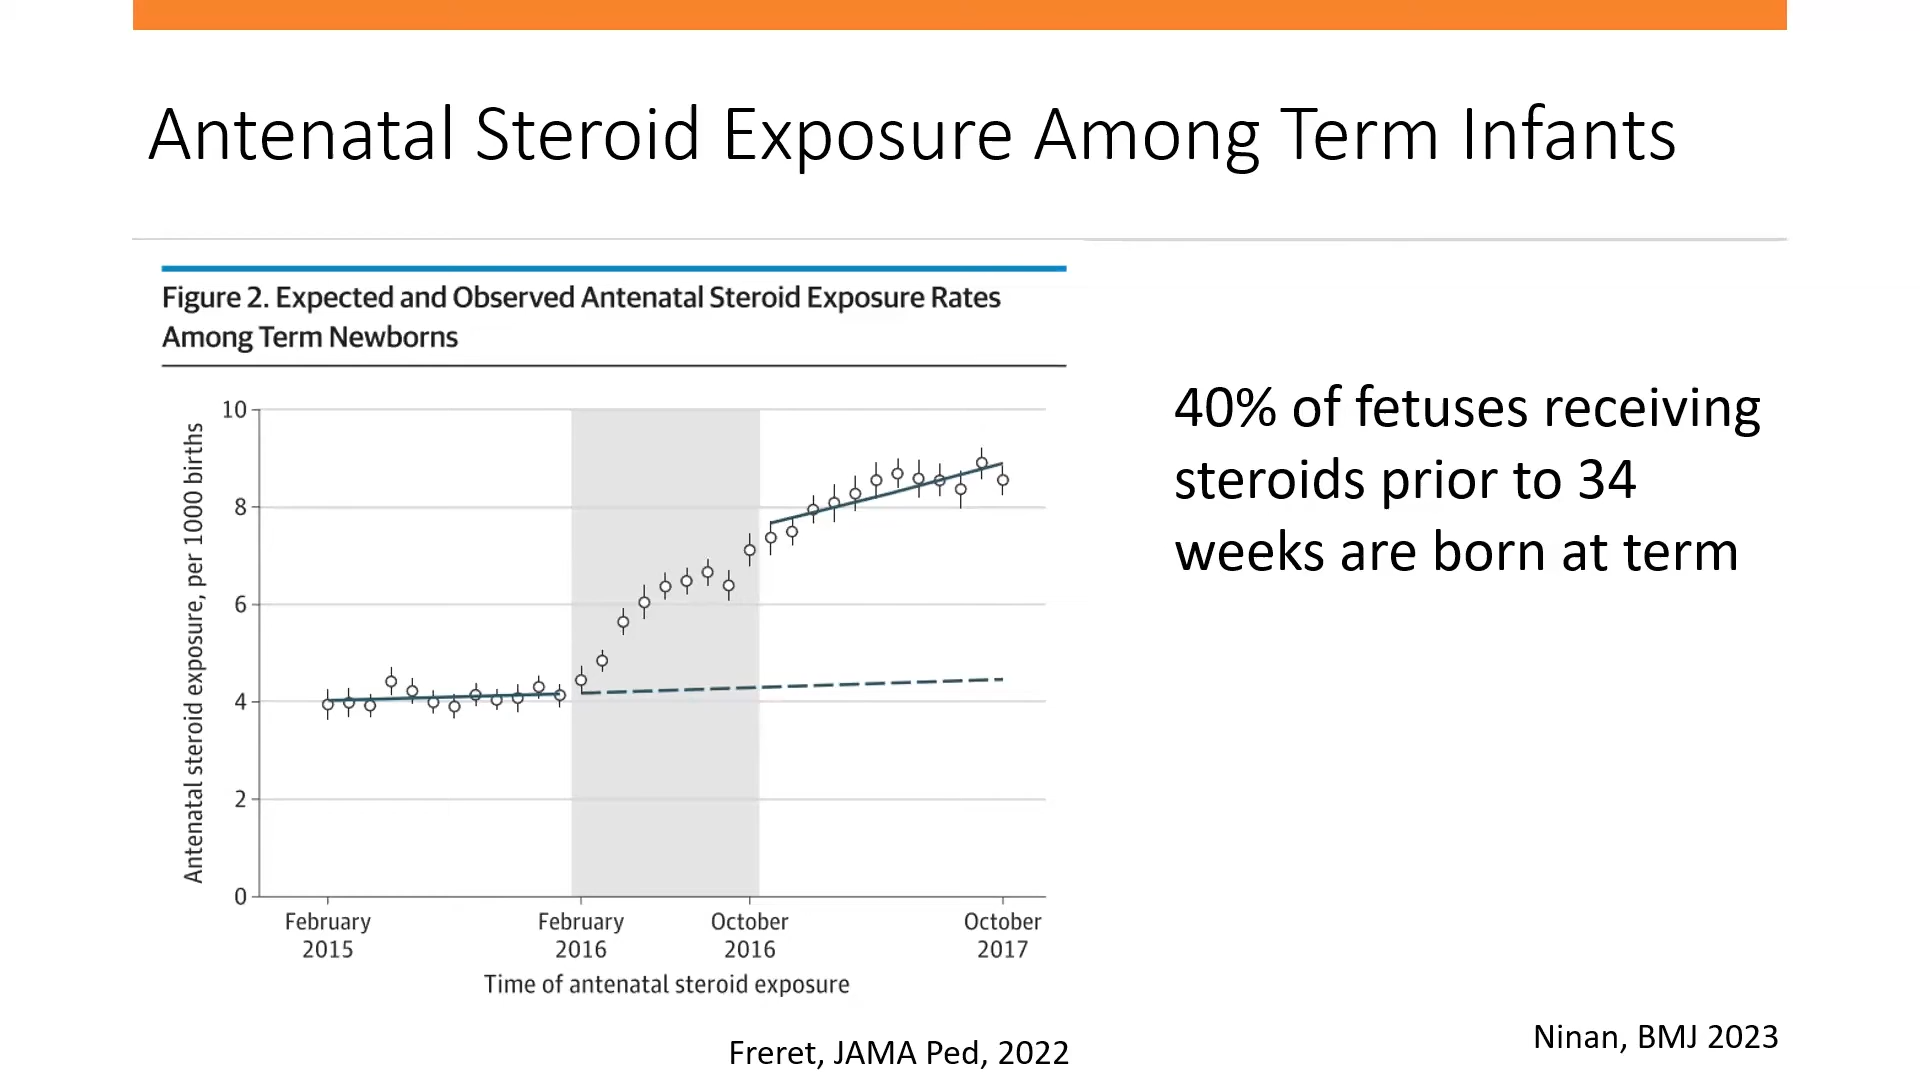 Antenatal Steroid Exposure Among Term Infants
Figure 2. Expected and Observed Antenatal Steroid Exposure Rates
Among Term Newborns
Antenatal steroid exposure, per 1000 births
10
8
6
4
2
0
February
2015
February
2016
October
2016
October
2017
Time of antenatal steroid exposure
40% of fetuses receiving
steroids prior to 34
weeks are born at term
Freret, JAMA Ped, 2022
Ninan, BMJ 2023